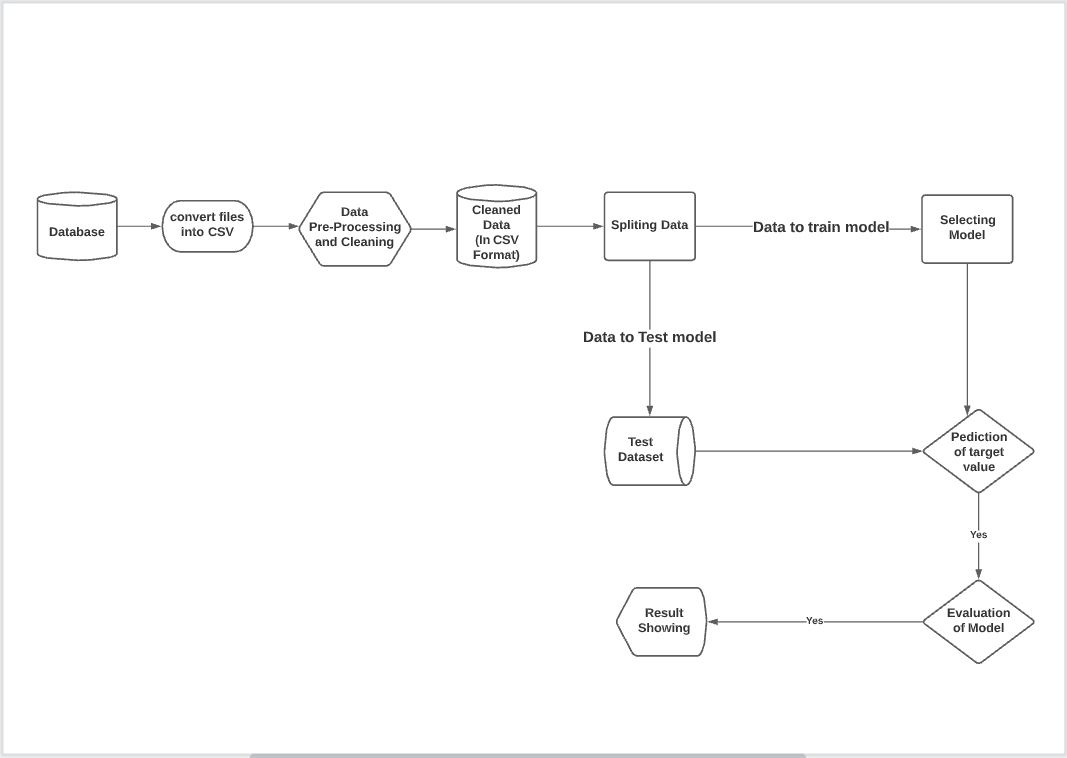 Database
convert files
into CSV
Data
Pre-Processing
and Cleaning
Cleaned
Data
(In CSV
Format)
Spliting Data
Data to train model
Selecting
Model
Data to Test model
Test
Dataset
Pediction
of target
value
Yes
Evaluation
of Model
Yes
Result
Showing